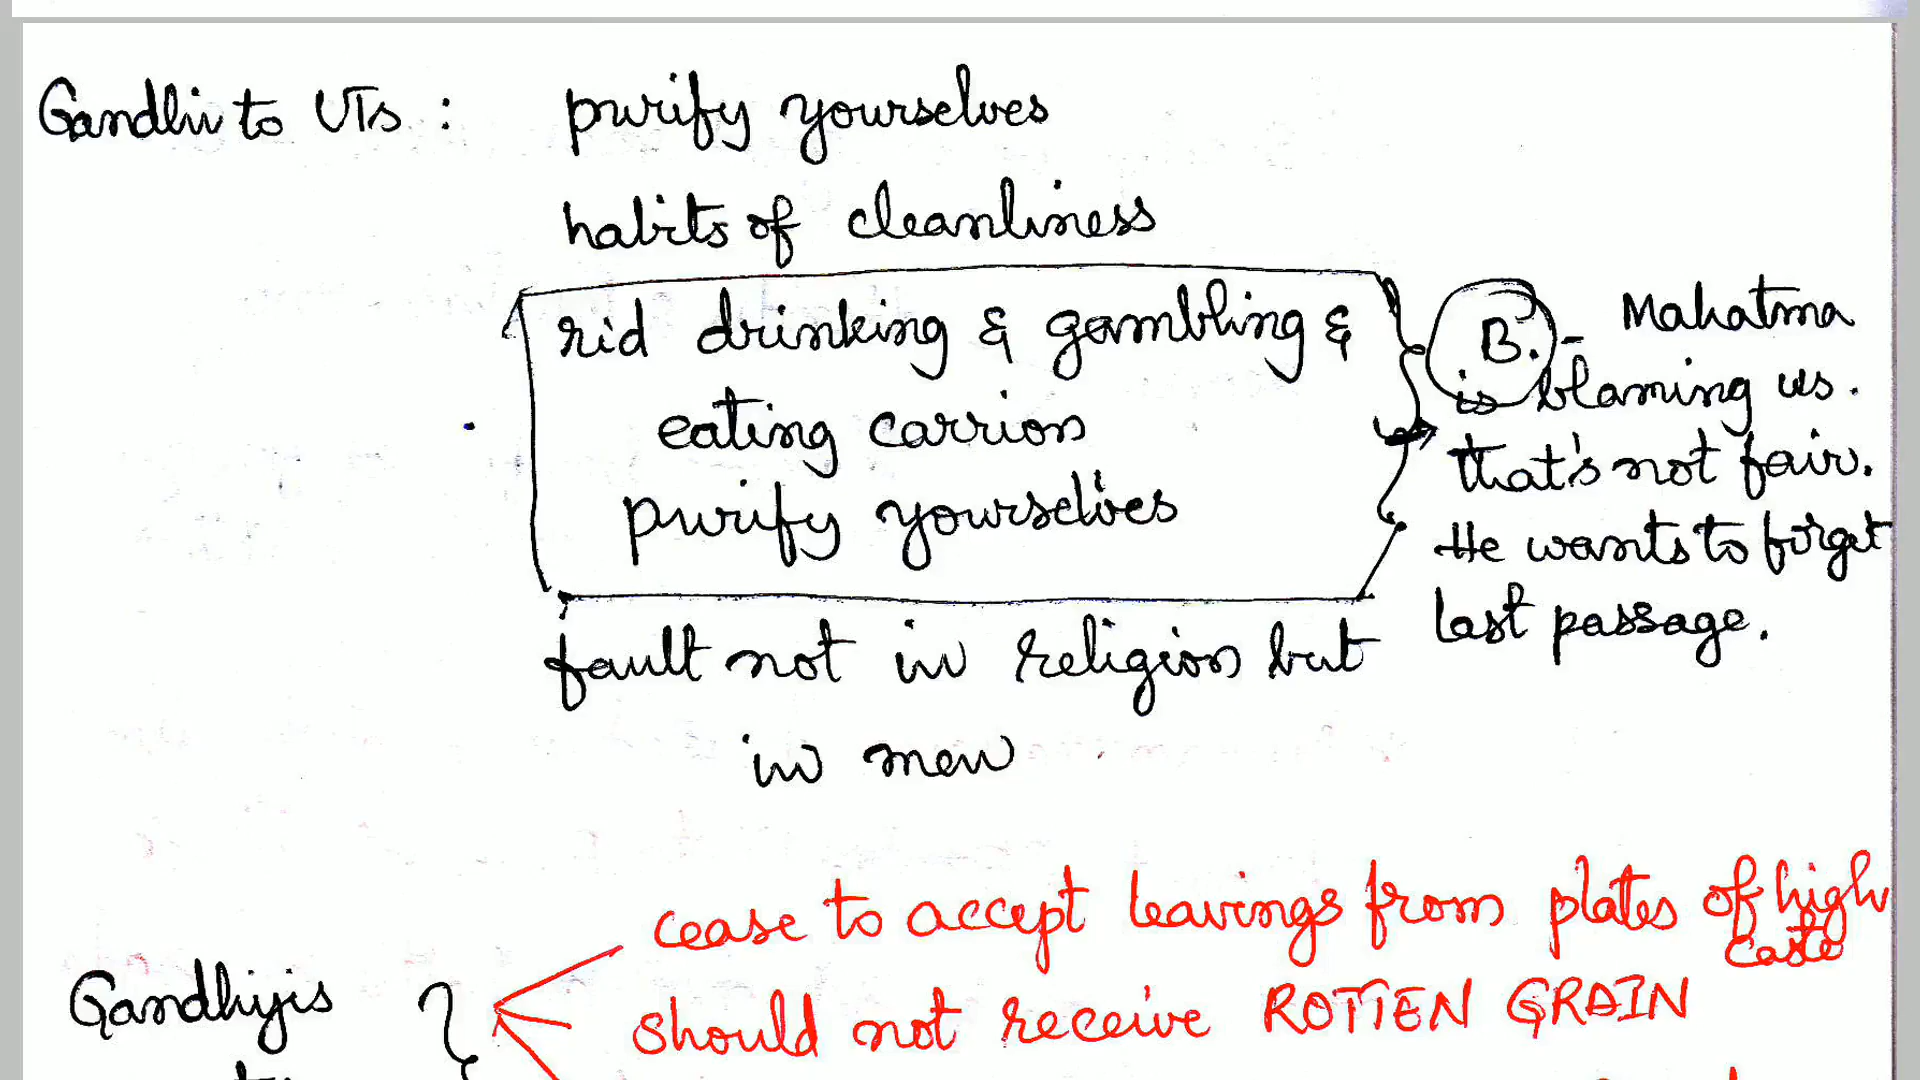 Gandhi to UTs : purify yourselves
habits of cleanliness
rid drinking & gambling &
eating carrion
purify yourselves
B. - Mahatma
is blaming us.
that's not fair.
He wants to forget
last passage.
fault not in religion but
in men
cease to accept leavings from plates of high
caste
Gandhijis
should not receive ROTTEN GRAIN